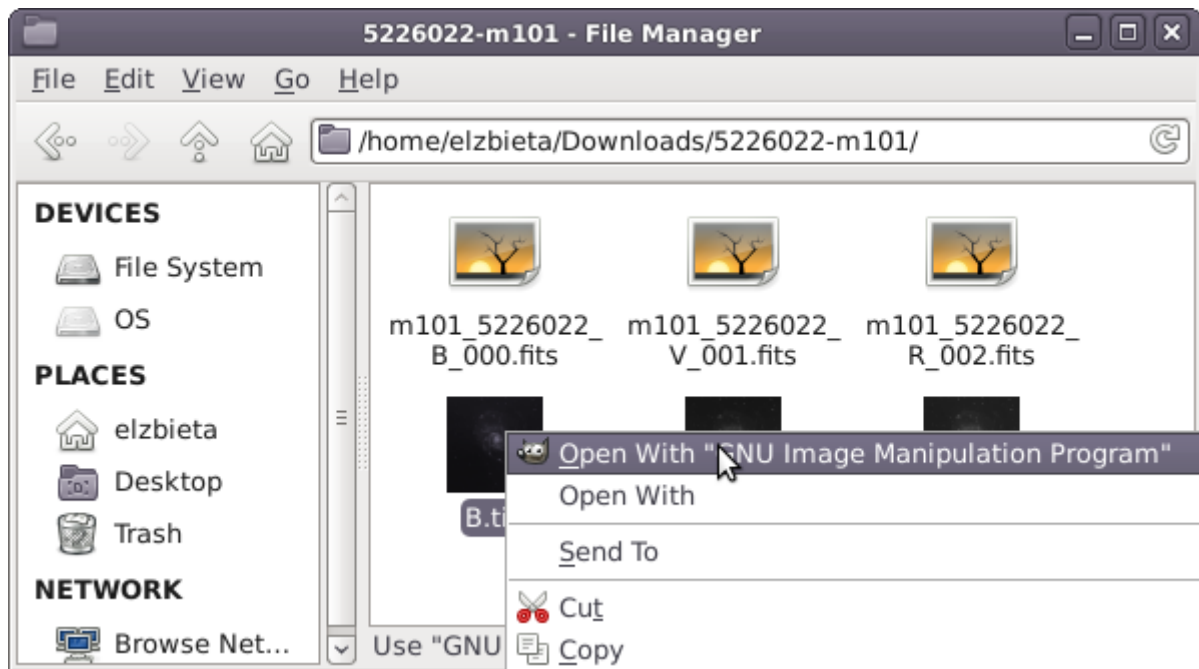 5226022-m101 - File Manager
File Edit View Go Help
/home/elzbieta/Downloads/5226022-m101/
DEVICES
File System
OS
PLACES
elzbieta
Desktop
Trash
NETWORK
Browse Net...
m101_5226022_
B_000.fits
m101_5226022_
V_001.fits
m101_5226022_
R_002.fits
Open With "GNU Image Manipulation Program"
B.ti
Open With
Send To
Cut
Copy
Use "GNU